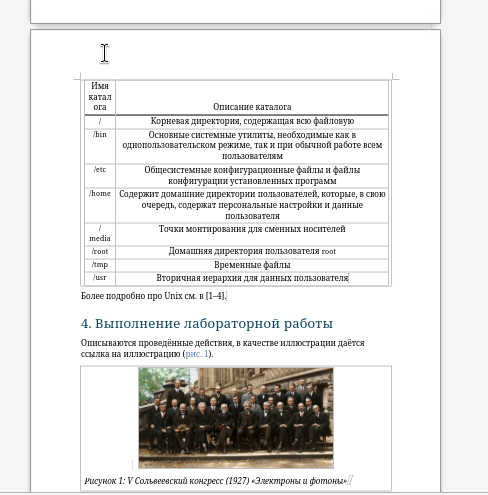 Имя
катал
ога
Описание каталога
/
Корневая директория, содержащая всю файловую
/bin
Основные системные утилиты, необходимые как в
однопользовательском режиме, так и при обычной работе всем
пользователям
/etc
Общесистемные конфигурационные файлы и файлы
конфигурации установленных программ
/home
Содержит домашние директории пользователей, которые, в свою
очередь, содержат персональные настройки и данные
пользователя
/
media
Точки монтирования для сменных носителей
/root
Домашняя директория пользователя root
/tmp
Временные файлы
/usr
Вторичная иерархия для данных пользователя
Более подробно про Unix см. в [1–4].
4. Выполнение лабораторной работы
Описываются проведённые действия, в качестве иллюстрации даётся
ссылка на иллюстрацию (рис. 1).
Рисунок 1: V Сольвеевский конгресс (1927) «Электроны и фотоны»